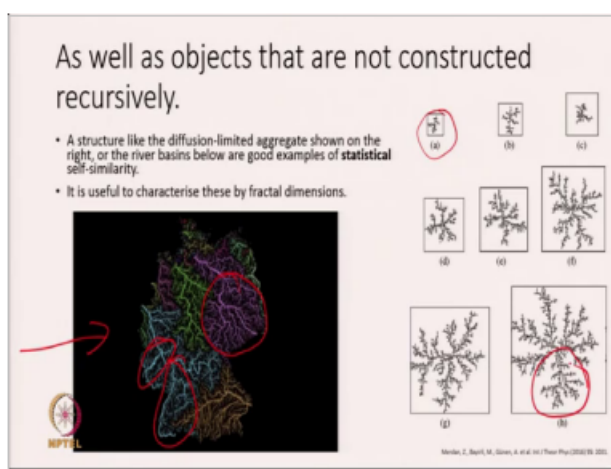 As well as objects that are not constructed
recursively.
• A structure like the diffusion-limited aggregate shown on the
right, or the river basins below are good examples of statistical
self-similarity.
• It is useful to characterise these by fractal dimensions.
(a)
(b)
(c)
(d)
(e)
(f)
(g)
(h)
NPTEL